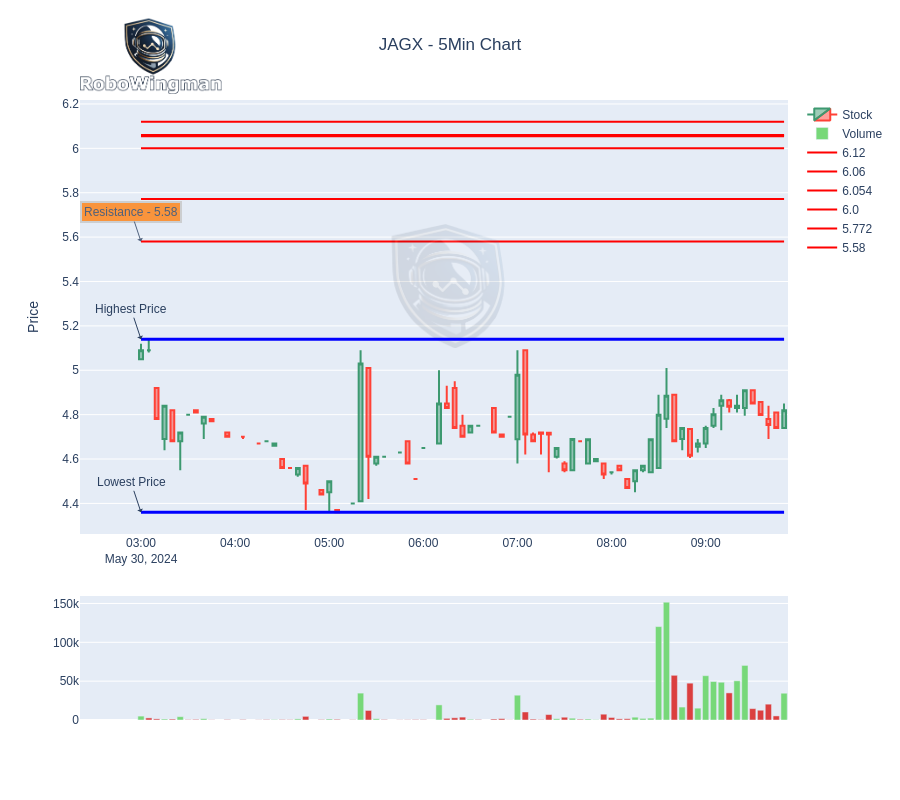 JAGX - 5Min Chart
RoboWingman
6.2
6
5.8
5.6
5.4
5.2
5
4.8
4.6
4.4
Price
Resistance - 5.58
Highest Price
Lowest Price
03:00
04:00
05:00
06:00
07:00
08:00
09:00
May 30, 2024
Stock
Volume
6.12
6.06
6.054
6.0
5.772
5.58
150k
100k
50k
0